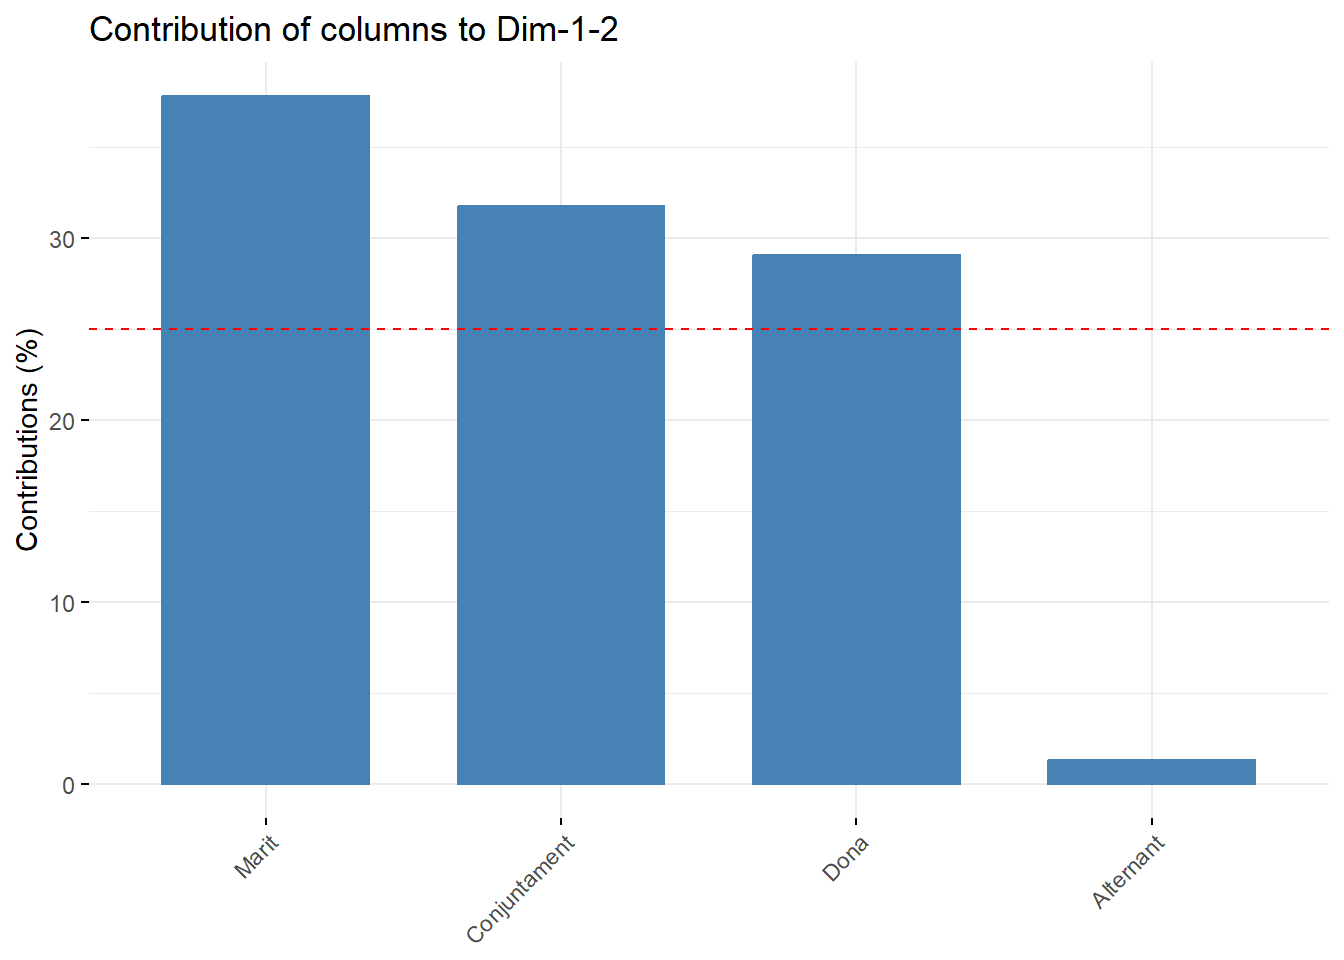 Contribution of columns to Dim-1-2
Contributions (%)
30
20
10
0
Marit
Conjuntament
Dona
Alternant